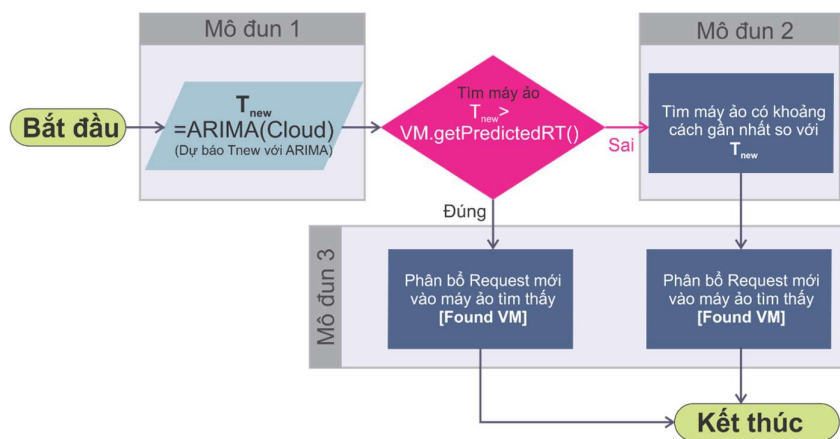 Mô đun 1
Mô đun 2
Bắt đầu
Tnew
=ARIMA(Cloud)
(Dự báo Tnew với ARIMA)
Tìm máy ảo
Tnew>
VM.getPredictedRT()
Sai
Tìm máy ảo có khoảng
cách gần nhất so với
Tnew
Đúng
Mô đun 3
Phân bổ Request mới
vào máy ảo tìm thấy
[Found VM]
Phân bổ Request mới
vào máy ảo tìm thấy
[Found VM]
Kết thúc